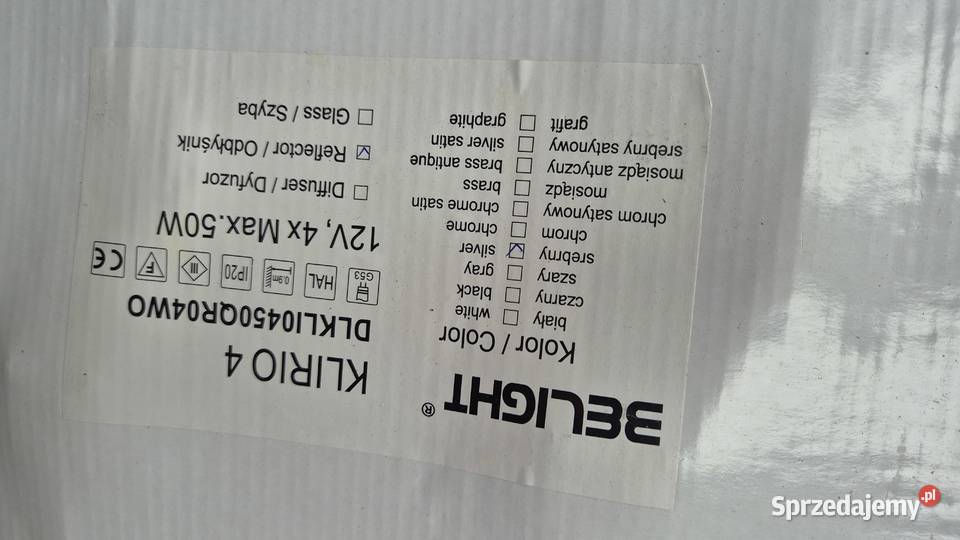 BELIGHT ®
Kolor / Color
biały ☐ white
czarny ☐ black
szary ☐ gray
srebrny ☑ silver
chrom ☐ chrome
chrom satynowy ☐ chrome satin
mosiądz ☐ brass
mosiądz antyczny ☐ brass antique
srebrny satynowy ☐ silver satin
grafit ☐ graphite
KLIRIO 4
DLKLI0450QR04WO
G53 HAL 0.9m IP20 III F CE
12V, 4x Max.50W
☐ Diffuser / Dyfuzor
☑ Reflector / Odbłyśnik
☐ Glass / Szyba
Sprzedajemy.pl